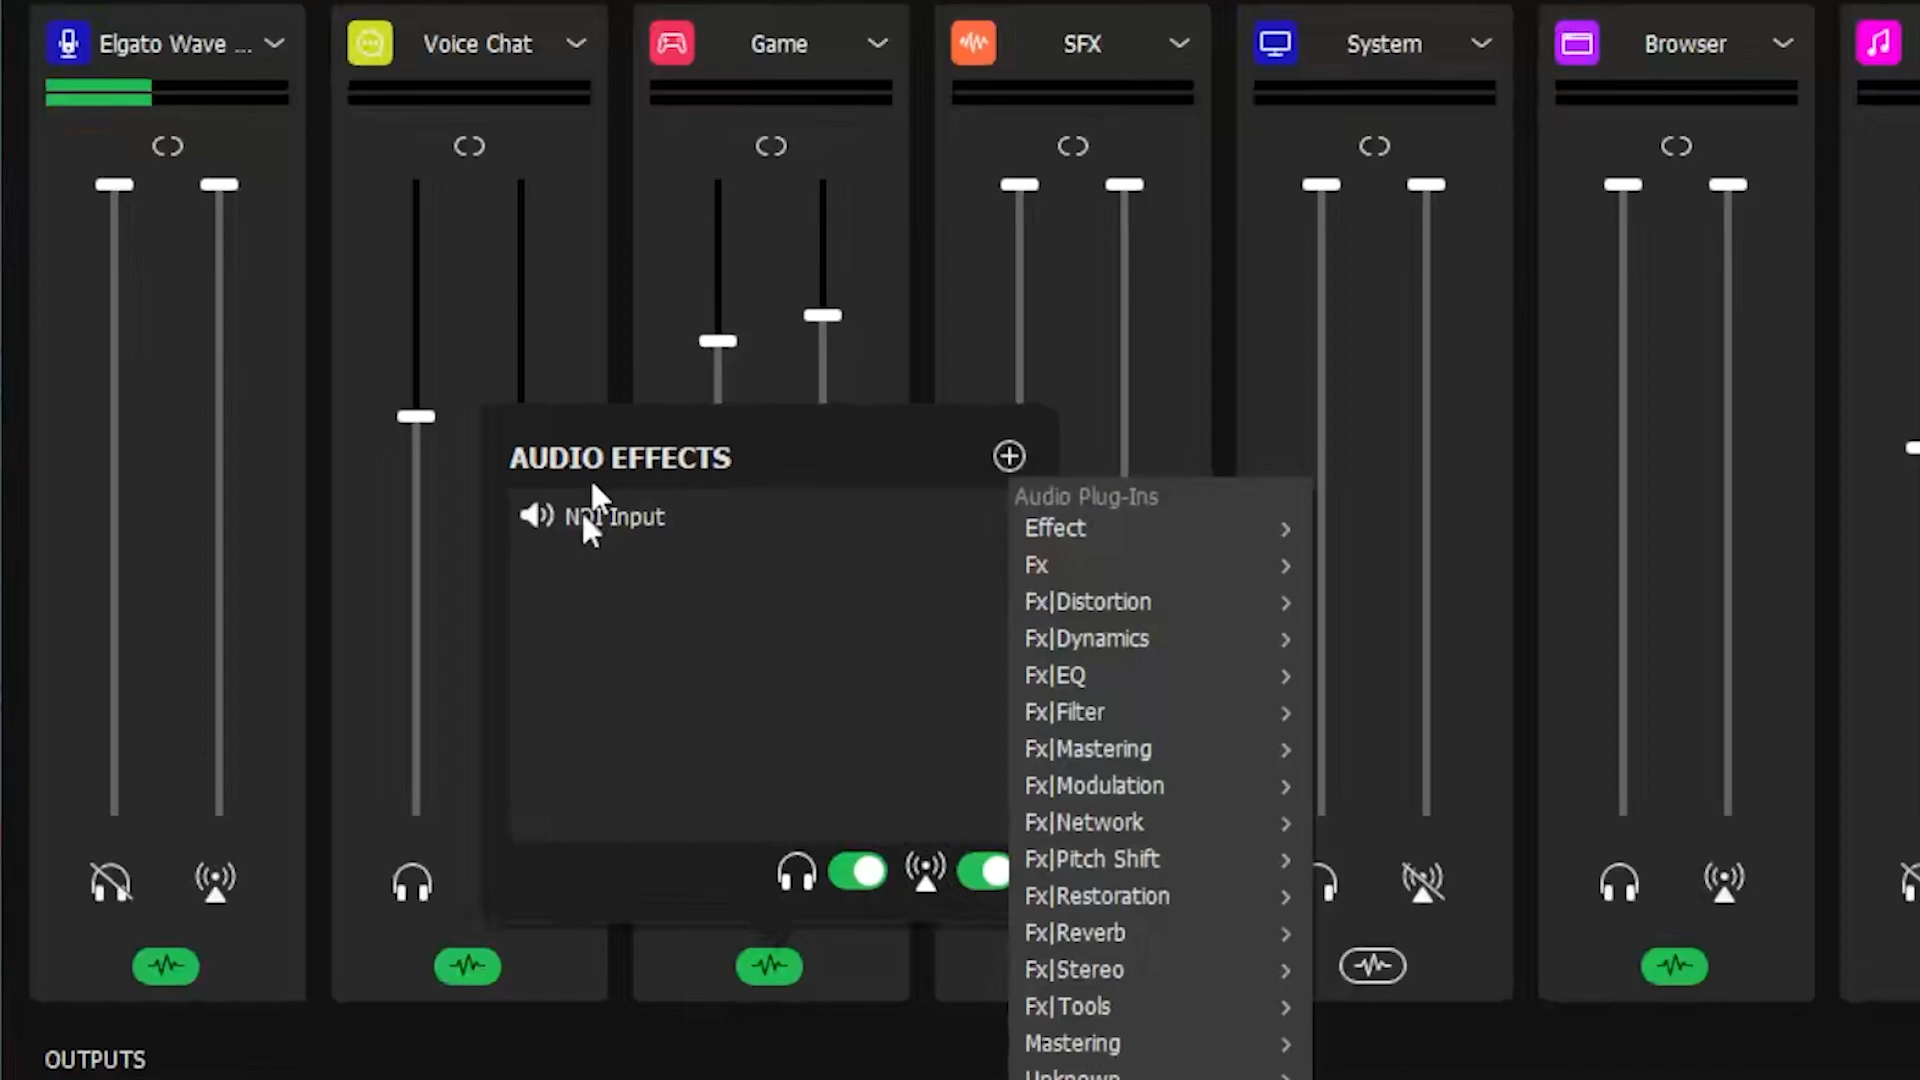 Elgato Wave ...
Voice Chat
Game
SFX
System
Browser
AUDIO EFFECTS
NDI Input
Audio Plug-Ins
Effect
Fx
Fx|Distortion
Fx|Dynamics
Fx|EQ
Fx|Filter
Fx|Mastering
Fx|Modulation
Fx|Network
Fx|Pitch Shift
Fx|Restoration
Fx|Reverb
Fx|Stereo
Fx|Tools
Mastering
Unknown
OUTPUTS